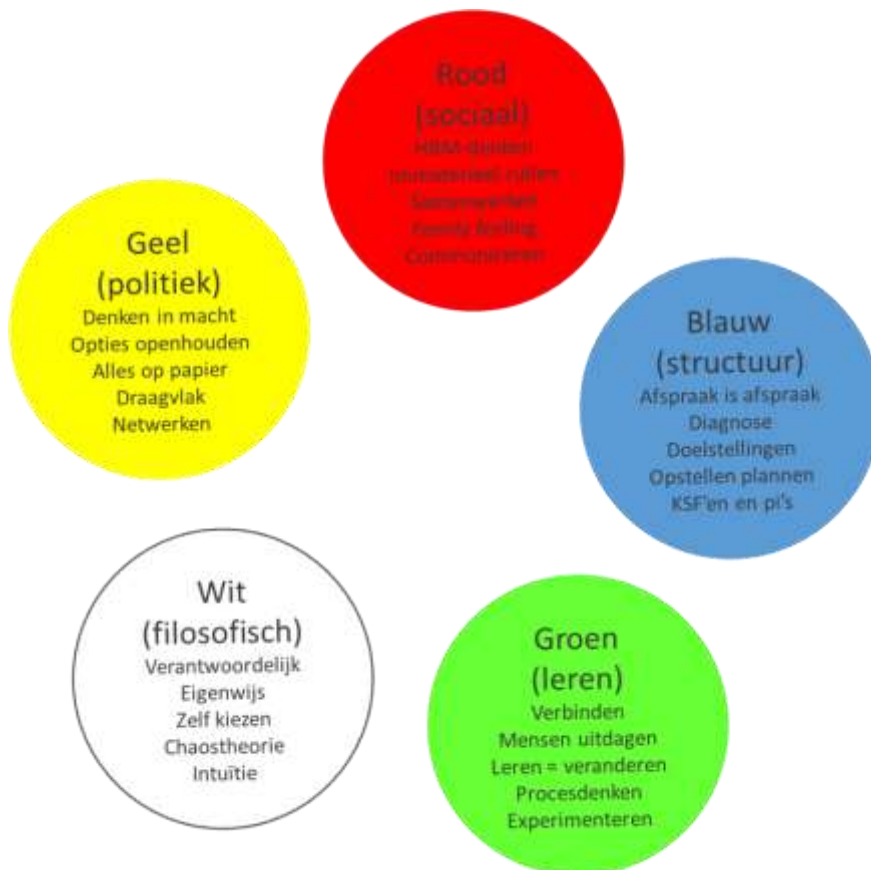 Rood
(sociaal)
HRM-
Samenwerken
Family feeling
Communiceren
Geel
(politiek)
Denken in macht
Opties openhouden
Alles op papier
Draagvlak
Netwerken
Blauw
(structuur)
Afspraak is afspraak
Diagnose
Doelstellingen
Opstellen plannen
KSF'en en pi's
Wit
(filosofisch)
Verantwoordelijk
Eigenwijs
Zelf kiezen
Chaostheorie
Intuïtie
Groen
(leren)
Verbinden
Mensen uitdagen
Leren = veranderen
Procesdenken
Experimenteren